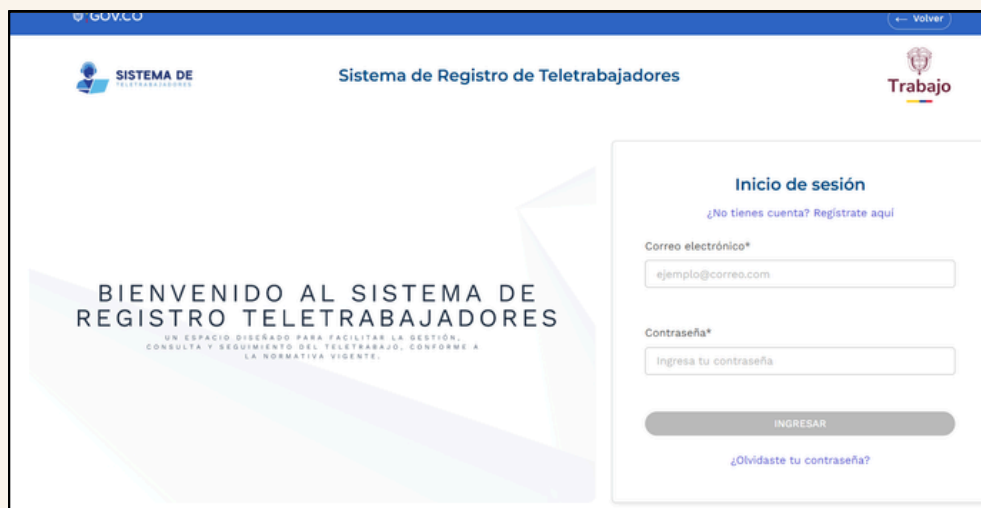 GOV.CO
← Volver
SISTEMA DE
TELETRABAJADORES
Sistema de Registro de Teletrabajadores
Trabajo
BIENVENIDO AL SISTEMA DE
REGISTRO TELETRABAJADORES
UN ESPACIO DISEÑADO PARA FACILITAR LA GESTIÓN,
CONSULTA Y SEGUIMIENTO DEL TELETRABAJO, CONFORME A
LA NORMATIVA VIGENTE.
Inicio de sesión
¿No tienes cuenta? Regístrate aquí
Correo electrónico*
ejemplo@correo.com
Contraseña*
Ingresa tu contraseña
INGRESAR
¿Olvidaste tu contraseña?